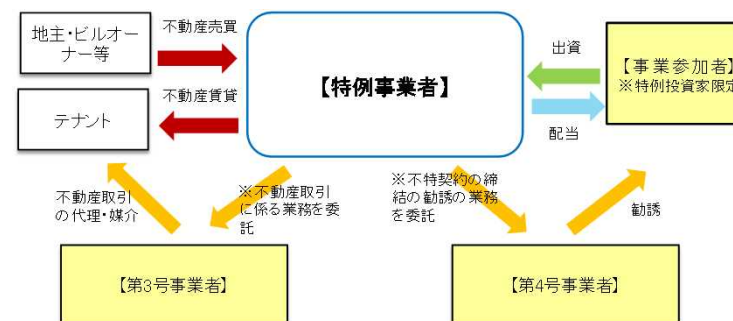 地主・ビルオー
ナー等
不動産売買
【特例事業者】
出資
【事業参加者】
※特例投資家限定
不動産賃貸
テナント
配当
不動産取引
の代理・媒介
※不動産取引
に係る業務を委
託
※不特契約の締
結の勧誘の業務
を委託
勧誘
【第3号事業者】
【第4号事業者】